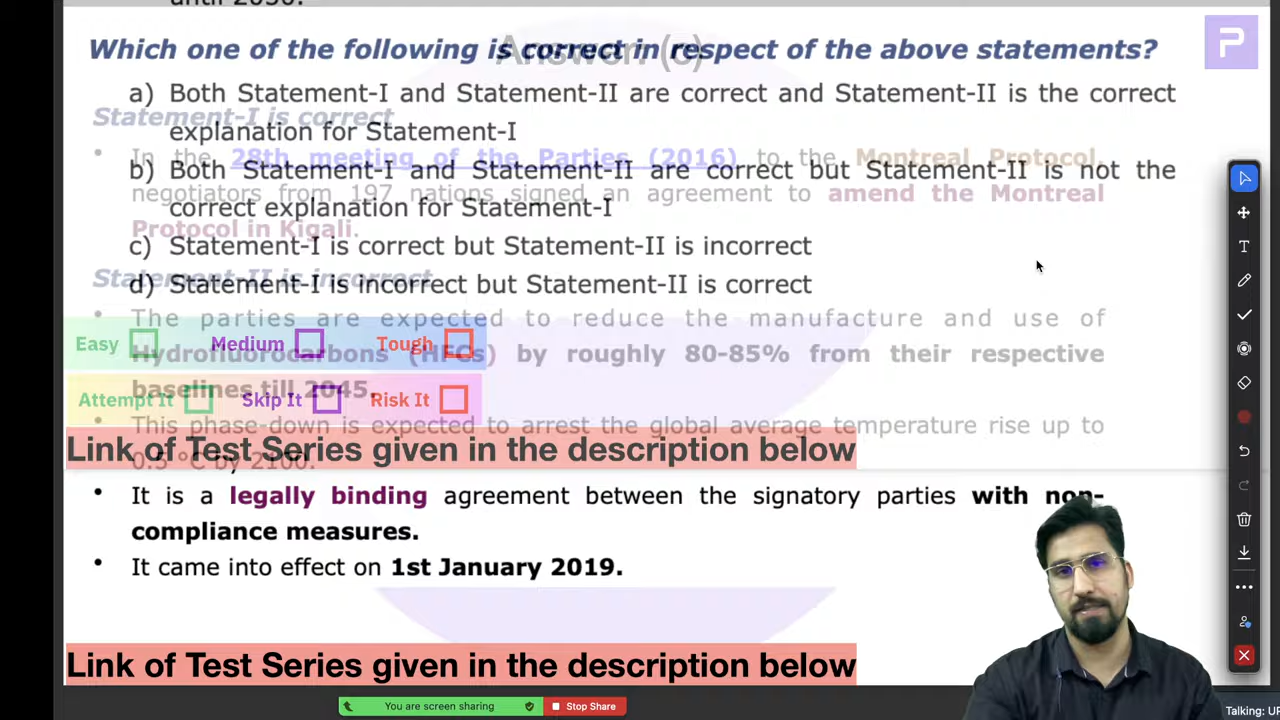 until 2050.
Which one of the following is correct in respect of the above statements?
Answer (c)
a) Both Statement-I and Statement-II are correct and Statement-II is the correct
explanation for Statement-I
Statement-I is correct
• In the 28th meeting of the Parties (2016) to the Montreal Protocol,
negotiators from 197 nations signed an agreement to amend the Montreal
Protocol in Kigali.
b) Both Statement-I and Statement-II are correct but Statement-II is not the
correct explanation for Statement-I
c) Statement-I is correct but Statement-II is incorrect
d) Statement-I is incorrect but Statement-II is correct
Statement-II is incorrect
• The parties are expected to reduce the manufacture and use of
Hydrofluorocarbons (HFCs) by roughly 80-85% from their respective
baselines till 2045.
Easy Medium Tough
Attempt It Skip It Risk It
• This phase-down is expected to arrest the global average temperature rise up to
0.5 °C by 2100.
Link of Test Series given in the description below
• It is a legally binding agreement between the signatory parties with non-
compliance measures.
• It came into effect on 1st January 2019.
Link of Test Series given in the description below
You are screen sharing Stop Share
Talking: UP